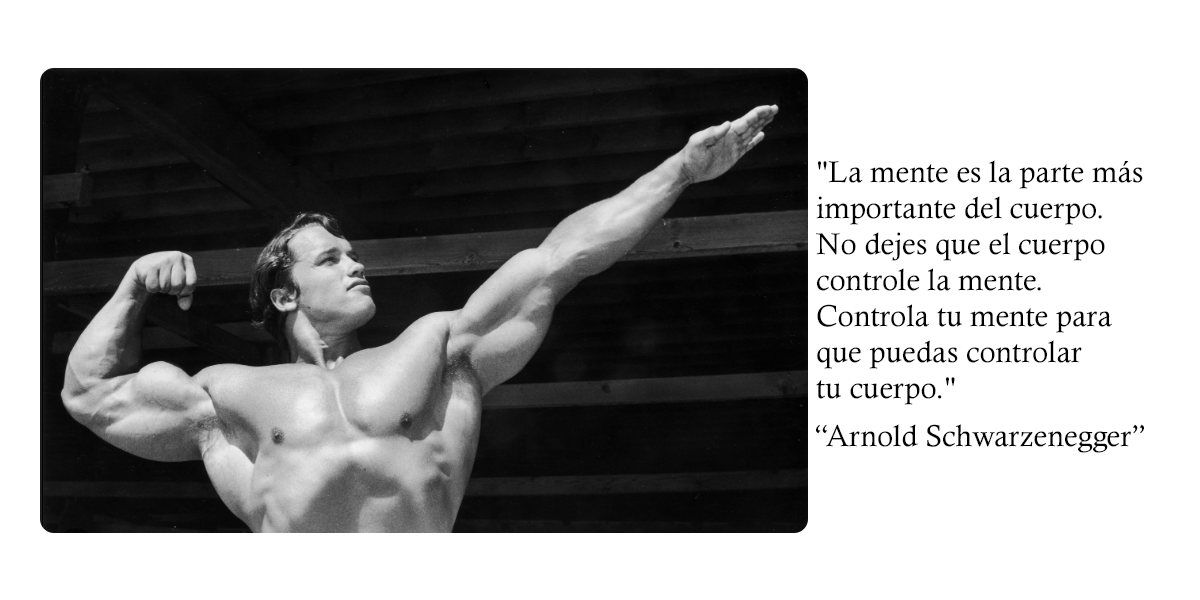 "La mente es la parte más
importante del cuerpo.
No dejes que el cuerpo
controle la mente.
Controla tu mente para
que puedas controlar
tu cuerpo."
“Arnold Schwarzenegger”